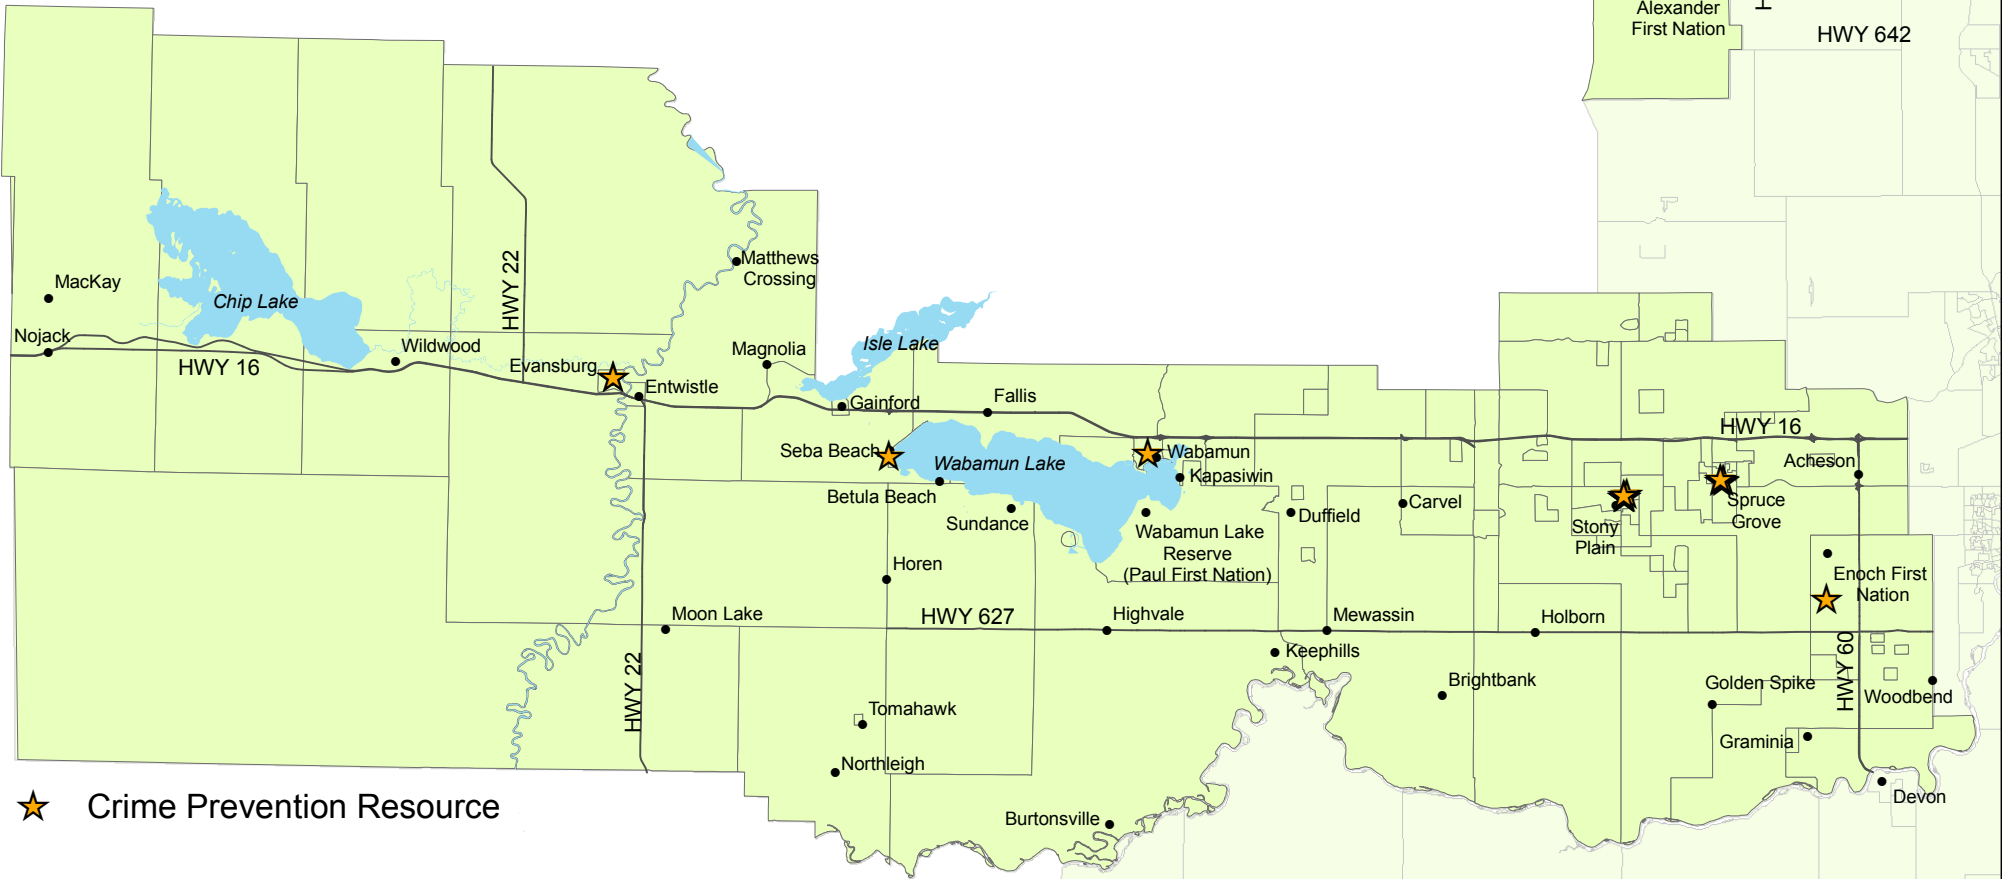 Alexander
First Nation
H
HWY 642
HWY 22
Matthews
Crossing
MacKay
Chip Lake
Nojack
Wildwood
HWY 16
Evansburg
Entwistle
Magnolia
Isle Lake
Gainford
Fallis
HWY 16
Seba Beach
Wabamun Lake
Wabamun
Kapasiwin
Acheson
Betula Beach
Sundance
Duffield
Carvel
Spruce
Grove
Stony
Plain
Wabamun Lake
Reserve
(Paul First Nation)
Horen
Enoch First
Nation
Moon Lake
HWY 627
Highvale
Mewassin
Holborn
Keephills
HWY 22
HWY 60
Brightbank
Golden Spike
Woodbend
Tomahawk
Graminia
Northleigh
Devon
Burtonsville
Crime Prevention Resource